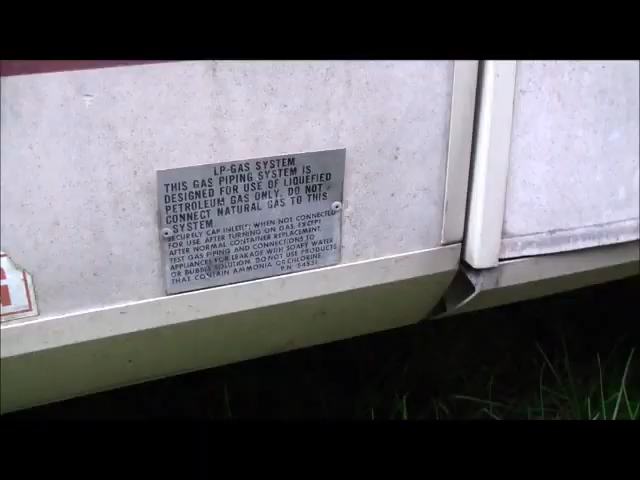 LP-GAS SYSTEM
THIS GAS PIPING SYSTEM IS
DESIGNED FOR USE OF LIQUEFIED
PETROLEUM GAS ONLY. DO NOT
CONNECT NATURAL GAS TO THIS
SYSTEM
SECURELY CAP INLET(S) WHEN NOT CONNECTED
FOR USE. AFTER TURNING ON GAS, EXCEPT
AFTER NORMAL CONTAINER REPLACEMENT,
TEST GAS PIPING AND CONNECTIONS TO
APPLIANCES FOR LEAKAGE WITH SOAPY WATER
OR BUBBLE SOLUTION. DO NOT USE PRODUCTS
THAT CONTAIN AMMONIA OR CHLORINE.